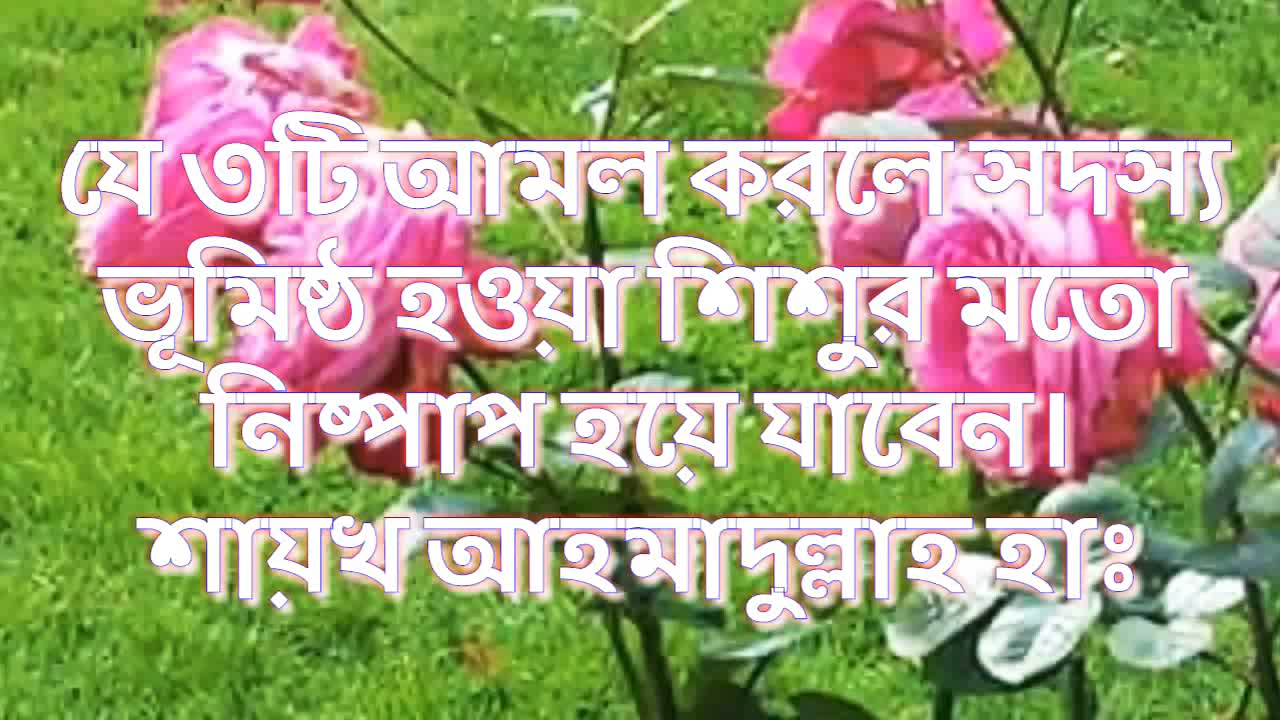 যে ৩টি আমল করলে সদস্য
ভূমিষ্ঠ হওয়া শিশুর মতো
নিষ্পাপ হয়ে যাবেন।
শায়খ আহমাদুল্লাহ হাঃ